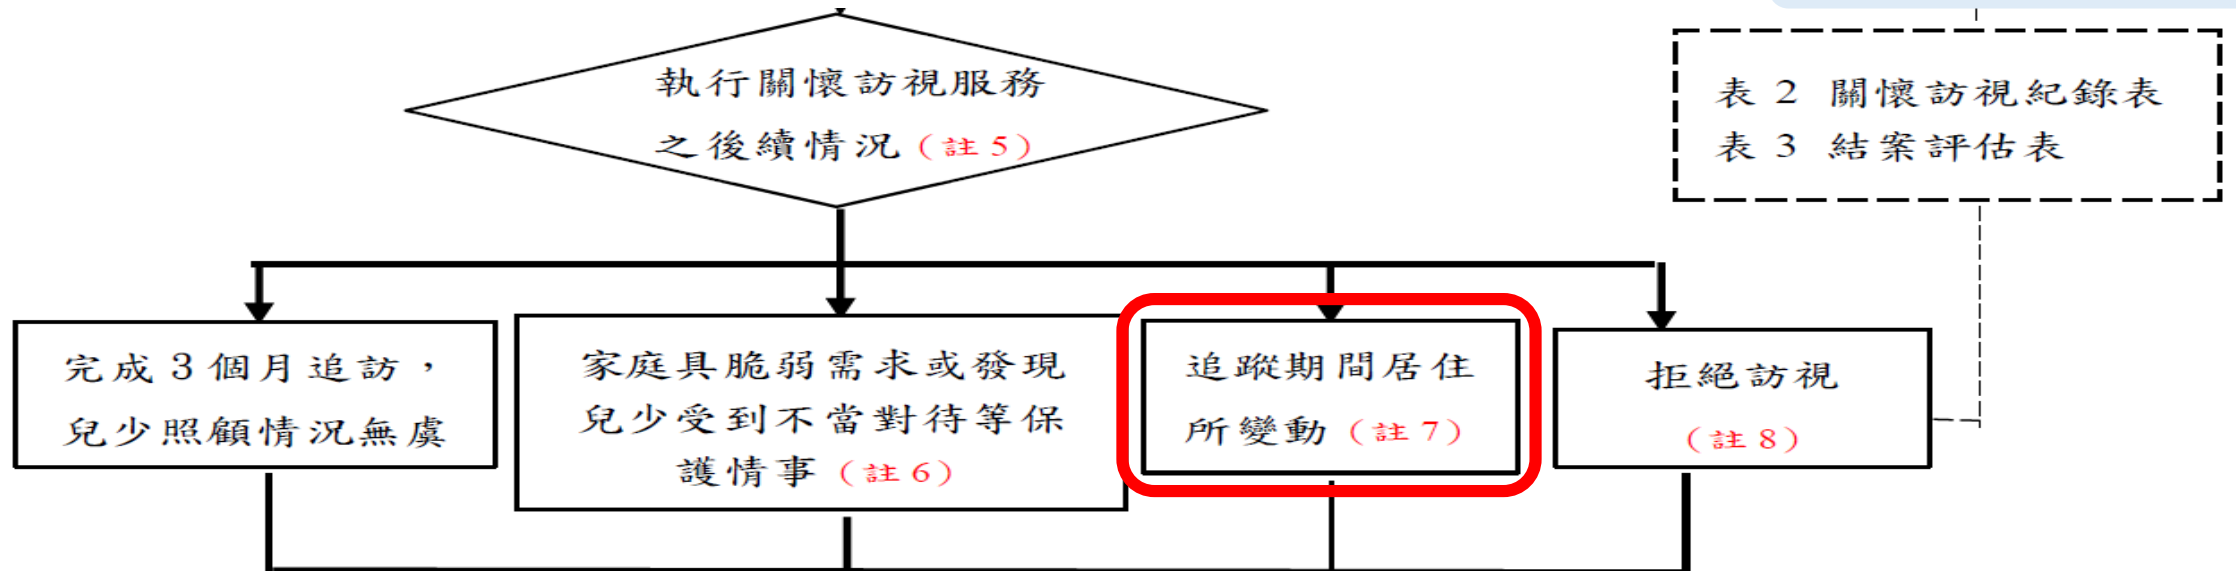 執行關懷訪視服務
之後續情況(註5)
表 2 關懷訪視紀錄表
表 3 結案評估表
完成3個月追訪，
兒少照顧情況無虞
家庭具脆弱需求或發現
兒少受到不當對待等保
護情事(註6)
追蹤期間居住
所變動(註7)
拒絕訪視
(註8)